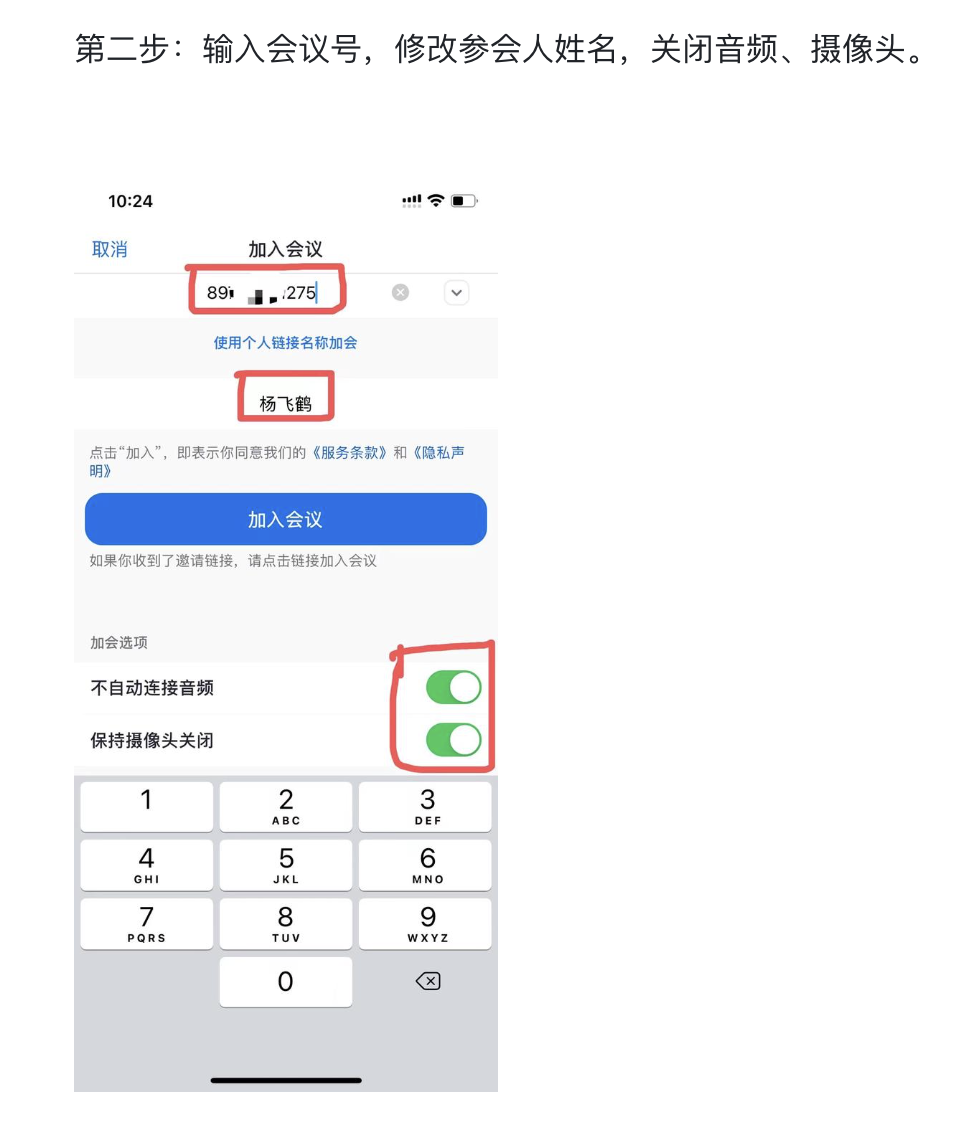 第二步：输入会议号，修改参会人姓名，关闭音频、摄像头。
10:24
取消
加入会议
89
275
使用个人链接名称加会
杨飞鹤
点击“加入”，即表示你同意我们的《服务条款》和《隐私声
明》
加入会议
如果你收到了邀请链接，请点击链接加入会议
加会选项
不自动连接音频
保持摄像头关闭
1
2
ABC
3
DEF
4
GHI
5
JKL
6
MNO
7
PQRS
8
TUV
9
WXYZ
0